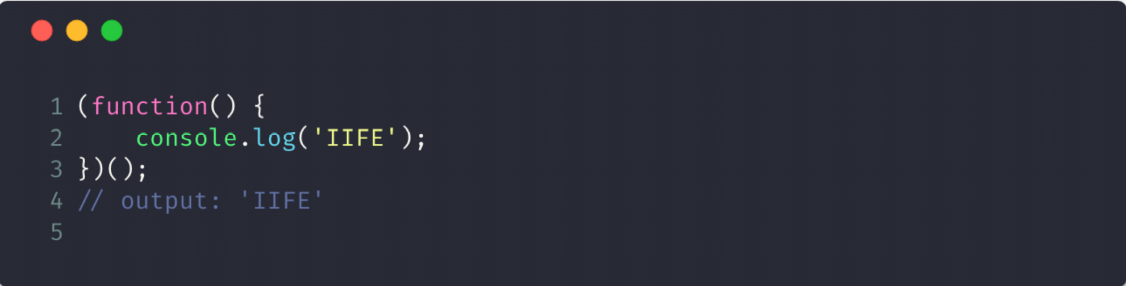 1 (function() {
2     console.log('IIFE');
3 })();
4 // output: 'IIFE'
5